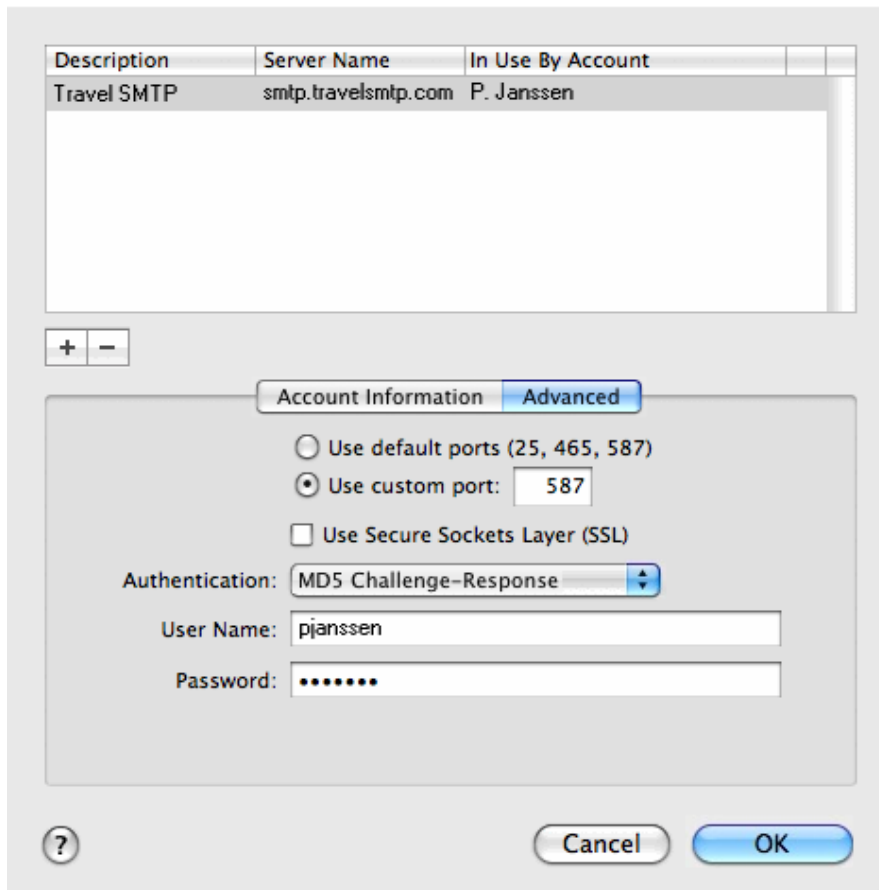 Description Server Name In Use By Account
Travel SMTP smtp.travelsmtp.com P. Janssen
+ −
Account Information Advanced
Use default ports (25, 465, 587)
Use custom port: 587
Use Secure Sockets Layer (SSL)
Authentication: MD5 Challenge-Response
User Name: pjanssen
Password: •••••••
? Cancel OK